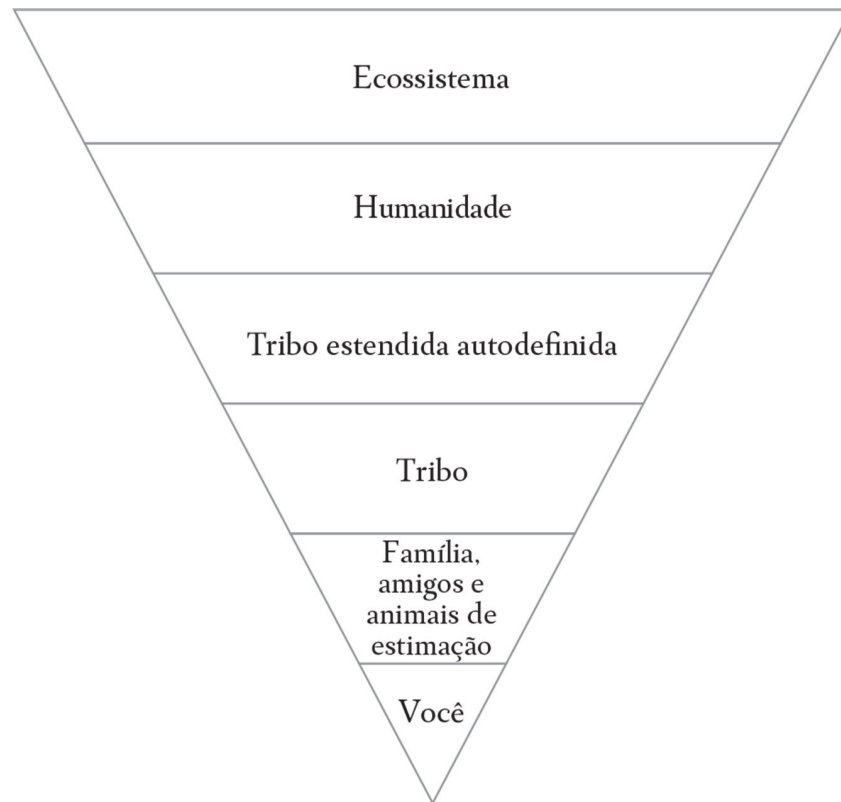 Ecossistema
Humanidade
Tribo estendida autodefinida
Tribo
Família,
amigos e
animais de
estimação
Você